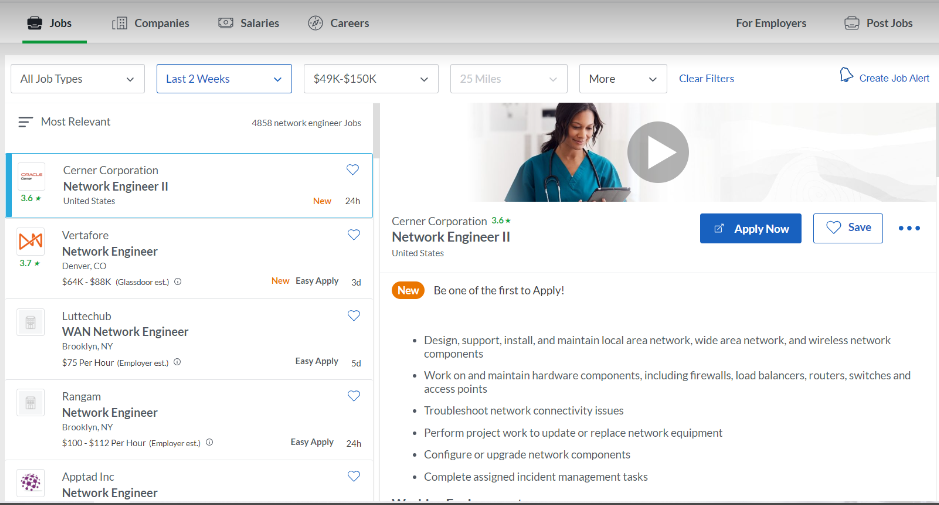 Jobs Companies Salaries Careers For Employers Post Jobs
All Job Types Last 2 Weeks $49K-$150K 25 Miles More Clear Filters Create Job Alert
Most Relevant 4858 network engineer Jobs
ORACLE
Cerner
3.6 ★
Cerner Corporation
Network Engineer II
United States
New 24h
3.7 ★
Vertafore
Network Engineer
Denver, CO
$64K - $88K (Glassdoor est.) New Easy Apply 3d
Luttechub
WAN Network Engineer
Brooklyn, NY
$75 Per Hour (Employer est.) Easy Apply 5d
Rangam
Network Engineer
Brooklyn, NY
$100 - $112 Per Hour (Employer est.) Easy Apply 24h
Apptad Inc
Network Engineer
Cerner Corporation 3.6 ★
Network Engineer II
United States
Apply Now Save
New Be one of the first to Apply!
• Design, support, install, and maintain local area network, wide area network, and wireless network
components
• Work on and maintain hardware components, including firewalls, load balancers, routers, switches and
access points
• Troubleshoot network connectivity issues
• Perform project work to update or replace network equipment
• Configure or upgrade network components
• Complete assigned incident management tasks